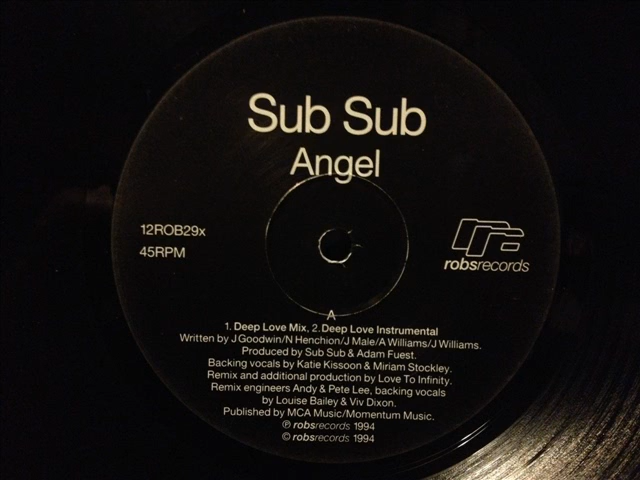 Sub Sub
Angel
12ROB29x
45RPM
robsrecords
A
1. Deep Love Mix, 2. Deep Love Instrumental
Written by J Goodwin/N Henchion/J Male/A Williams/J Williams.
Produced by Sub Sub & Adam Fuest.
Backing vocals by Katie Kissoon & Miriam Stockley.
Remix and additional production by Love To Infinity.
Remix engineers Andy & Pete Lee, backing vocals
by Louise Bailey & Viv Dixon.
Published by MCA Music/Momentum Music.
℗ robsrecords 1994
© robsrecords 1994